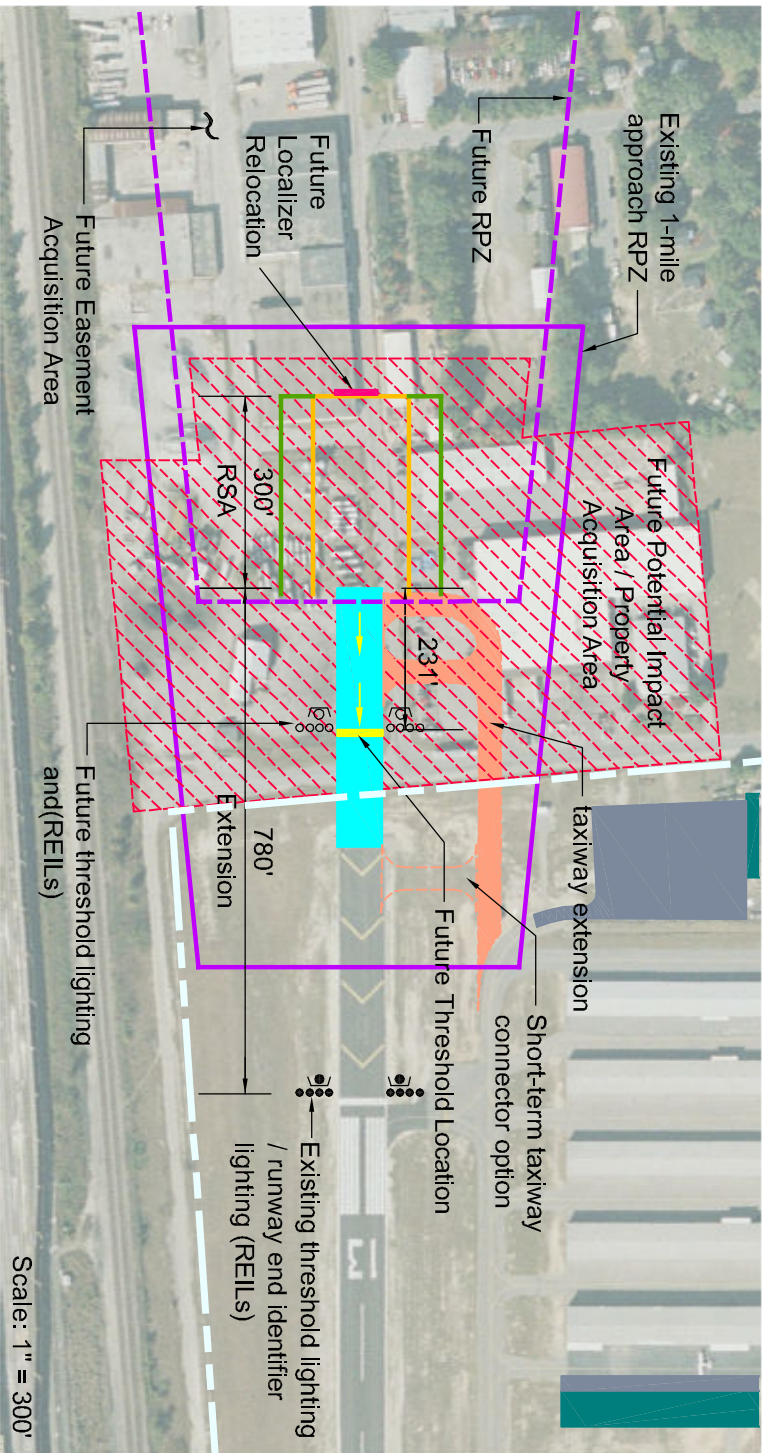 Existing 1-mile
approach RPZ
Future RPZ
Future
Localizer
Relocation
Future Easement
Acquisition Area
Future Potential Impact
Area / Property
Acquisition Area
300'
RSA
231'
taxiway extension
Short-term taxiway
connector option
Future Threshold Location
780'
Extension
Future threshold lighting
and(REILs)
Existing threshold lighting
/ runway end identifier
lighting (REILs)
Scale: 1" = 300'